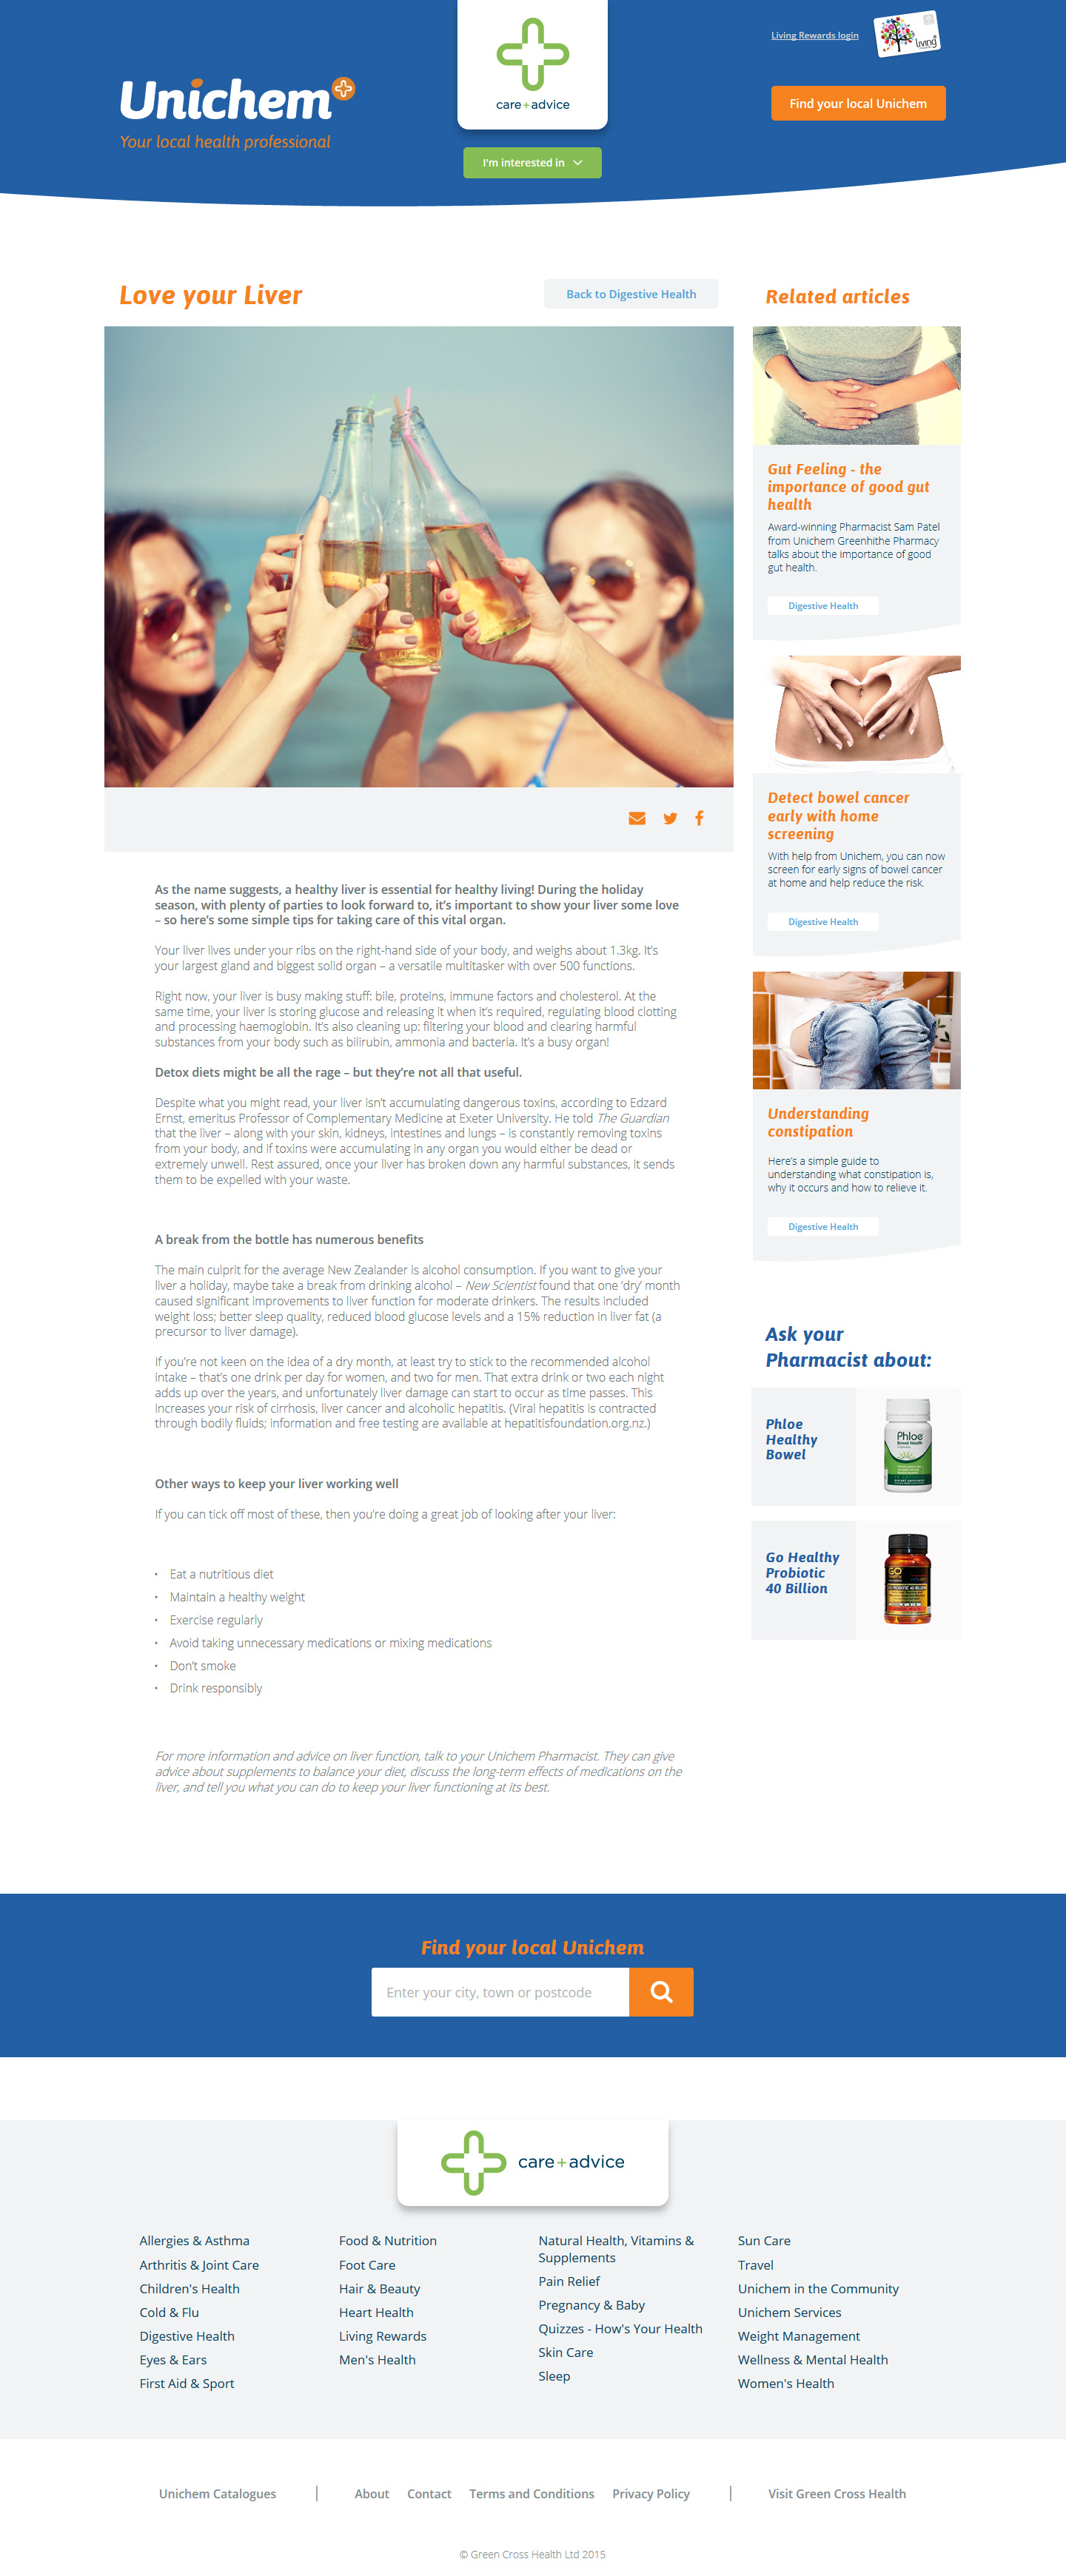 Living Rewards login
living
care+advice
Unichem
Your local health professional
Find your local Unichem
I'm interested in
Love your Liver
Back to Digestive Health
As the name suggests, a healthy liver is essential for healthy living! During the holiday
season, with plenty of parties to look forward to, it's important to show your liver some love
– so here's some simple tips for taking care of this vital organ.
Your liver lives under your ribs on the right-hand side of your body, and weighs about 1.3kg. It's
your largest gland and biggest solid organ – a versatile multitasker with over 500 functions.
Right now, your liver is busy making stuff: bile, proteins, immune factors and cholesterol. At the
same time, your liver is storing glucose and releasing it when it's required, regulating blood clotting
and processing haemoglobin. It's also cleaning up: filtering your blood and clearing harmful
substances from your body such as bilirubin, ammonia and bacteria. It's a busy organ!
Detox diets might be all the rage – but they're not all that useful.
Despite what you might read, your liver isn't accumulating dangerous toxins, according to Edzard
Ernst, emeritus Professor of Complementary Medicine at Exeter University. He told The Guardian
that the liver – along with your skin, kidneys, intestines and lungs – is constantly removing toxins
from your body, and if toxins were accumulating in any organ you would either be dead or
extremely unwell. Rest assured, once your liver has broken down any harmful substances, it sends
them to be expelled with your waste.
A break from the bottle has numerous benefits
The main culprit for the average New Zealander is alcohol consumption. If you want to give your
liver a holiday, maybe take a break from drinking alcohol – New Scientist found that one 'dry' month
caused significant improvements to liver function for moderate drinkers. The results included
weight loss; better sleep quality, reduced blood glucose levels and a 15% reduction in liver fat (a
precursor to liver damage).
If you're not keen on the idea of a dry month, at least try to stick to the recommended alcohol
intake – that's one drink per day for women, and two for men. That extra drink or two each night
adds up over the years, and unfortunately liver damage can start to occur as time passes. This
increases your risk of cirrhosis, liver cancer and alcoholic hepatitis. (Viral hepatitis is contracted
through bodily fluids; information and free testing are available at hepatitisfoundation.org.nz.)
Other ways to keep your liver working well
If you can tick off most of these, then you're doing a great job of looking after your liver:
• Eat a nutritious diet
• Maintain a healthy weight
• Exercise regularly
• Avoid taking unnecessary medications or mixing medications
• Don't smoke
• Drink responsibly
For more information and advice on liver function, talk to your Unichem Pharmacist. They can give
advice about supplements to balance your diet, discuss the long-term effects of medications on the
liver, and tell you what you can do to keep your liver functioning at its best.
Related articles
Gut Feeling - the
importance of good gut
health
Award-winning Pharmacist Sam Patel
from Unichem Greenhithe Pharmacy
talks about the importance of good
gut health.
Digestive Health
Detect bowel cancer
early with home
screening
With help from Unichem, you can now
screen for early signs of bowel cancer
at home and help reduce the risk.
Digestive Health
Understanding
constipation
Here's a simple guide to
understanding what constipation is,
why it occurs and how to relieve it.
Digestive Health
Ask your
Pharmacist about:
Phloe
Healthy
Bowel
Phloe
Bowel Health
Go Healthy
Probiotic
40 Billion
GO
Find your local Unichem
Enter your city, town or postcode
care+advice
Allergies & Asthma
Arthritis & Joint Care
Children's Health
Cold & Flu
Digestive Health
Eyes & Ears
First Aid & Sport
Food & Nutrition
Foot Care
Hair & Beauty
Heart Health
Living Rewards
Men's Health
Natural Health, Vitamins &
Supplements
Pain Relief
Pregnancy & Baby
Quizzes - How's Your Health
Skin Care
Sleep
Sun Care
Travel
Unichem in the Community
Unichem Services
Weight Management
Wellness & Mental Health
Women's Health
Unichem Catalogues | About Contact Terms and Conditions Privacy Policy | Visit Green Cross Health
© Green Cross Health Ltd 2015